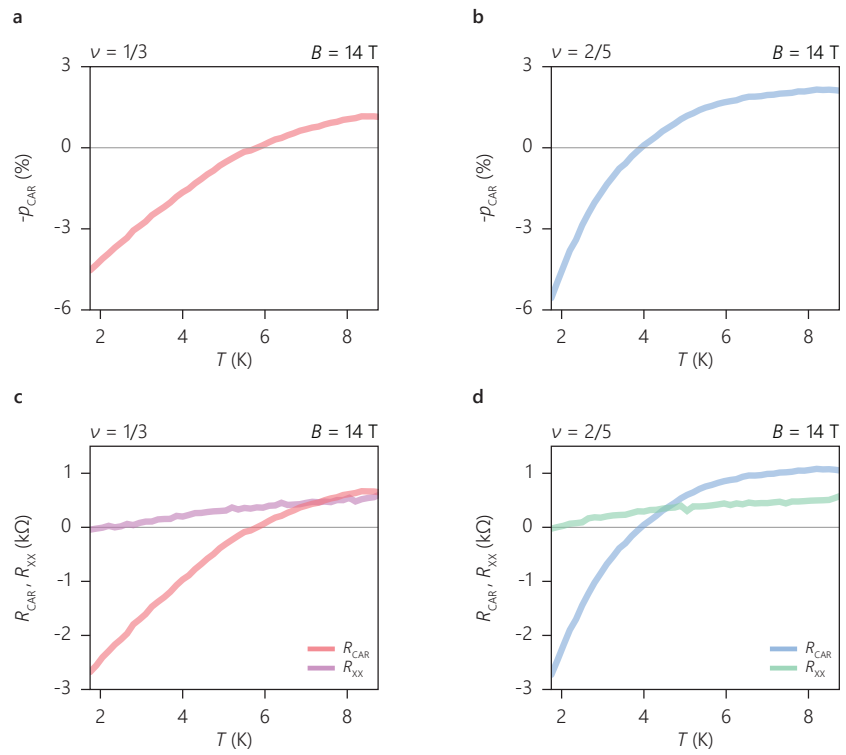 a
ν = 1/3 B = 14 T
3
0
-3
-6
-pCAR (%)
2 4 6 8
T (K)
b
ν = 2/5 B = 14 T
3
0
-3
-6
-pCAR (%)
2 4 6 8
T (K)
c
ν = 1/3 B = 14 T
1
0
-1
-2
-3
RCAR, RXX (kΩ)
RCAR
RXX
2 4 6 8
T (K)
d
ν = 2/5 B = 14 T
1
0
-1
-2
-3
RCAR, RXX (kΩ)
RCAR
RXX
2 4 6 8
T (K)